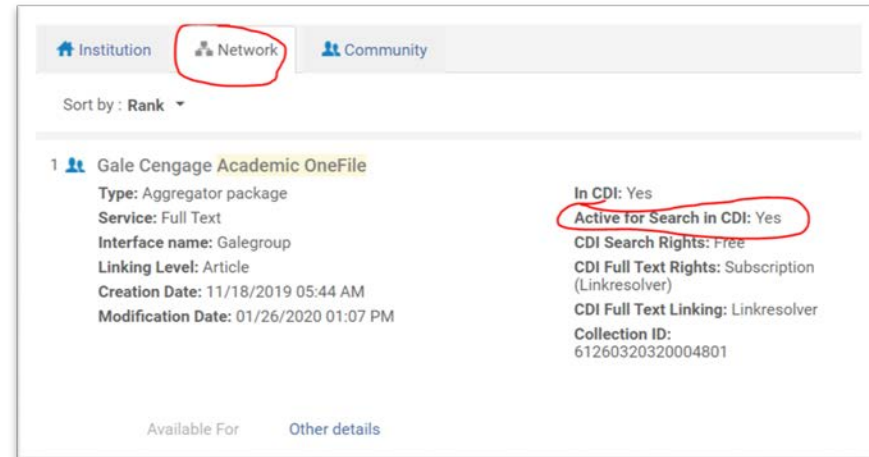 Institution Network Community
Sort by : Rank
1 Gale Cengage Academic OneFile
Type: Aggregator package
Service: Full Text
Interface name: Galegroup
Linking Level: Article
Creation Date: 11/18/2019 05:44 AM
Modification Date: 01/26/2020 01:07 PM
In CDI: Yes
Active for Search in CDI: Yes
CDI Search Rights: Free
CDI Full Text Rights: Subscription
(Linkresolver)
CDI Full Text Linking: Linkresolver
Collection ID:
61260320320004801
Available For Other details